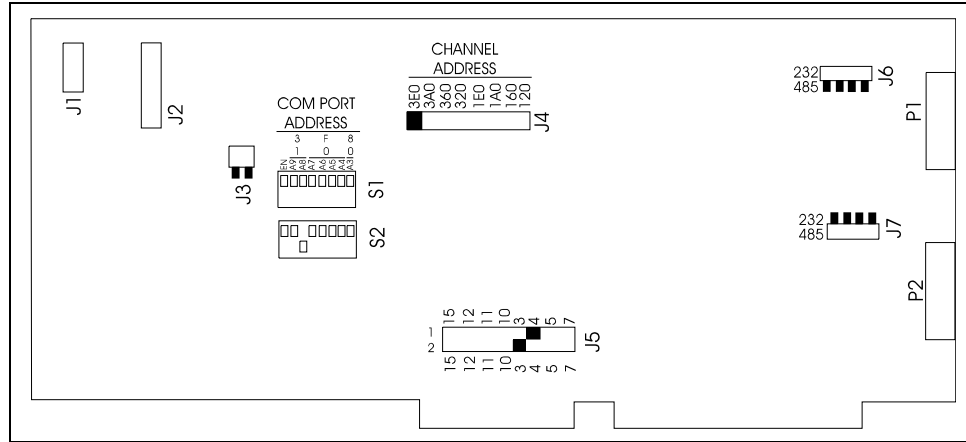 J1
J2
J3
COM PORT
ADDRESS
3 F 8
1 0 0
EN A9 A8 A7 A6 A5 A4 A3
S1
S2
CHANNEL
ADDRESS
3E0 3A0 360 320 1E0 1A0 160 120
J4
232
485
J6
P1
232
485
J7
P2
15 12 11 10 3 4 5 7
1
2
15 12 11 10 3 4 5 7
J5